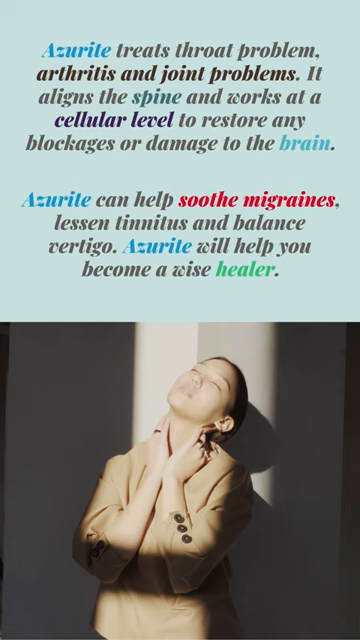 Azurite treats throat problem,
arthritis and joint problems. It
aligns the spine and works at a
cellular level to restore any
blockages or damage to the brain.
Azurite can help soothe migraines,
lessen tinnitus and balance
vertigo. Azurite will help you
become a wise healer.